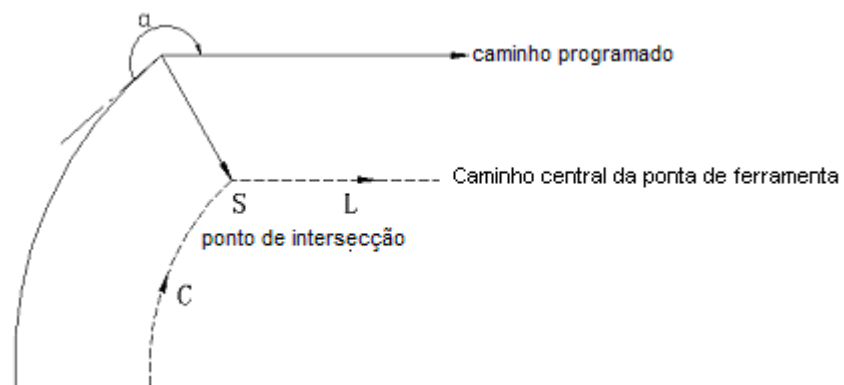 α
caminho programado
Caminho central da ponta de ferramenta
S
L
ponto de intersecção
C